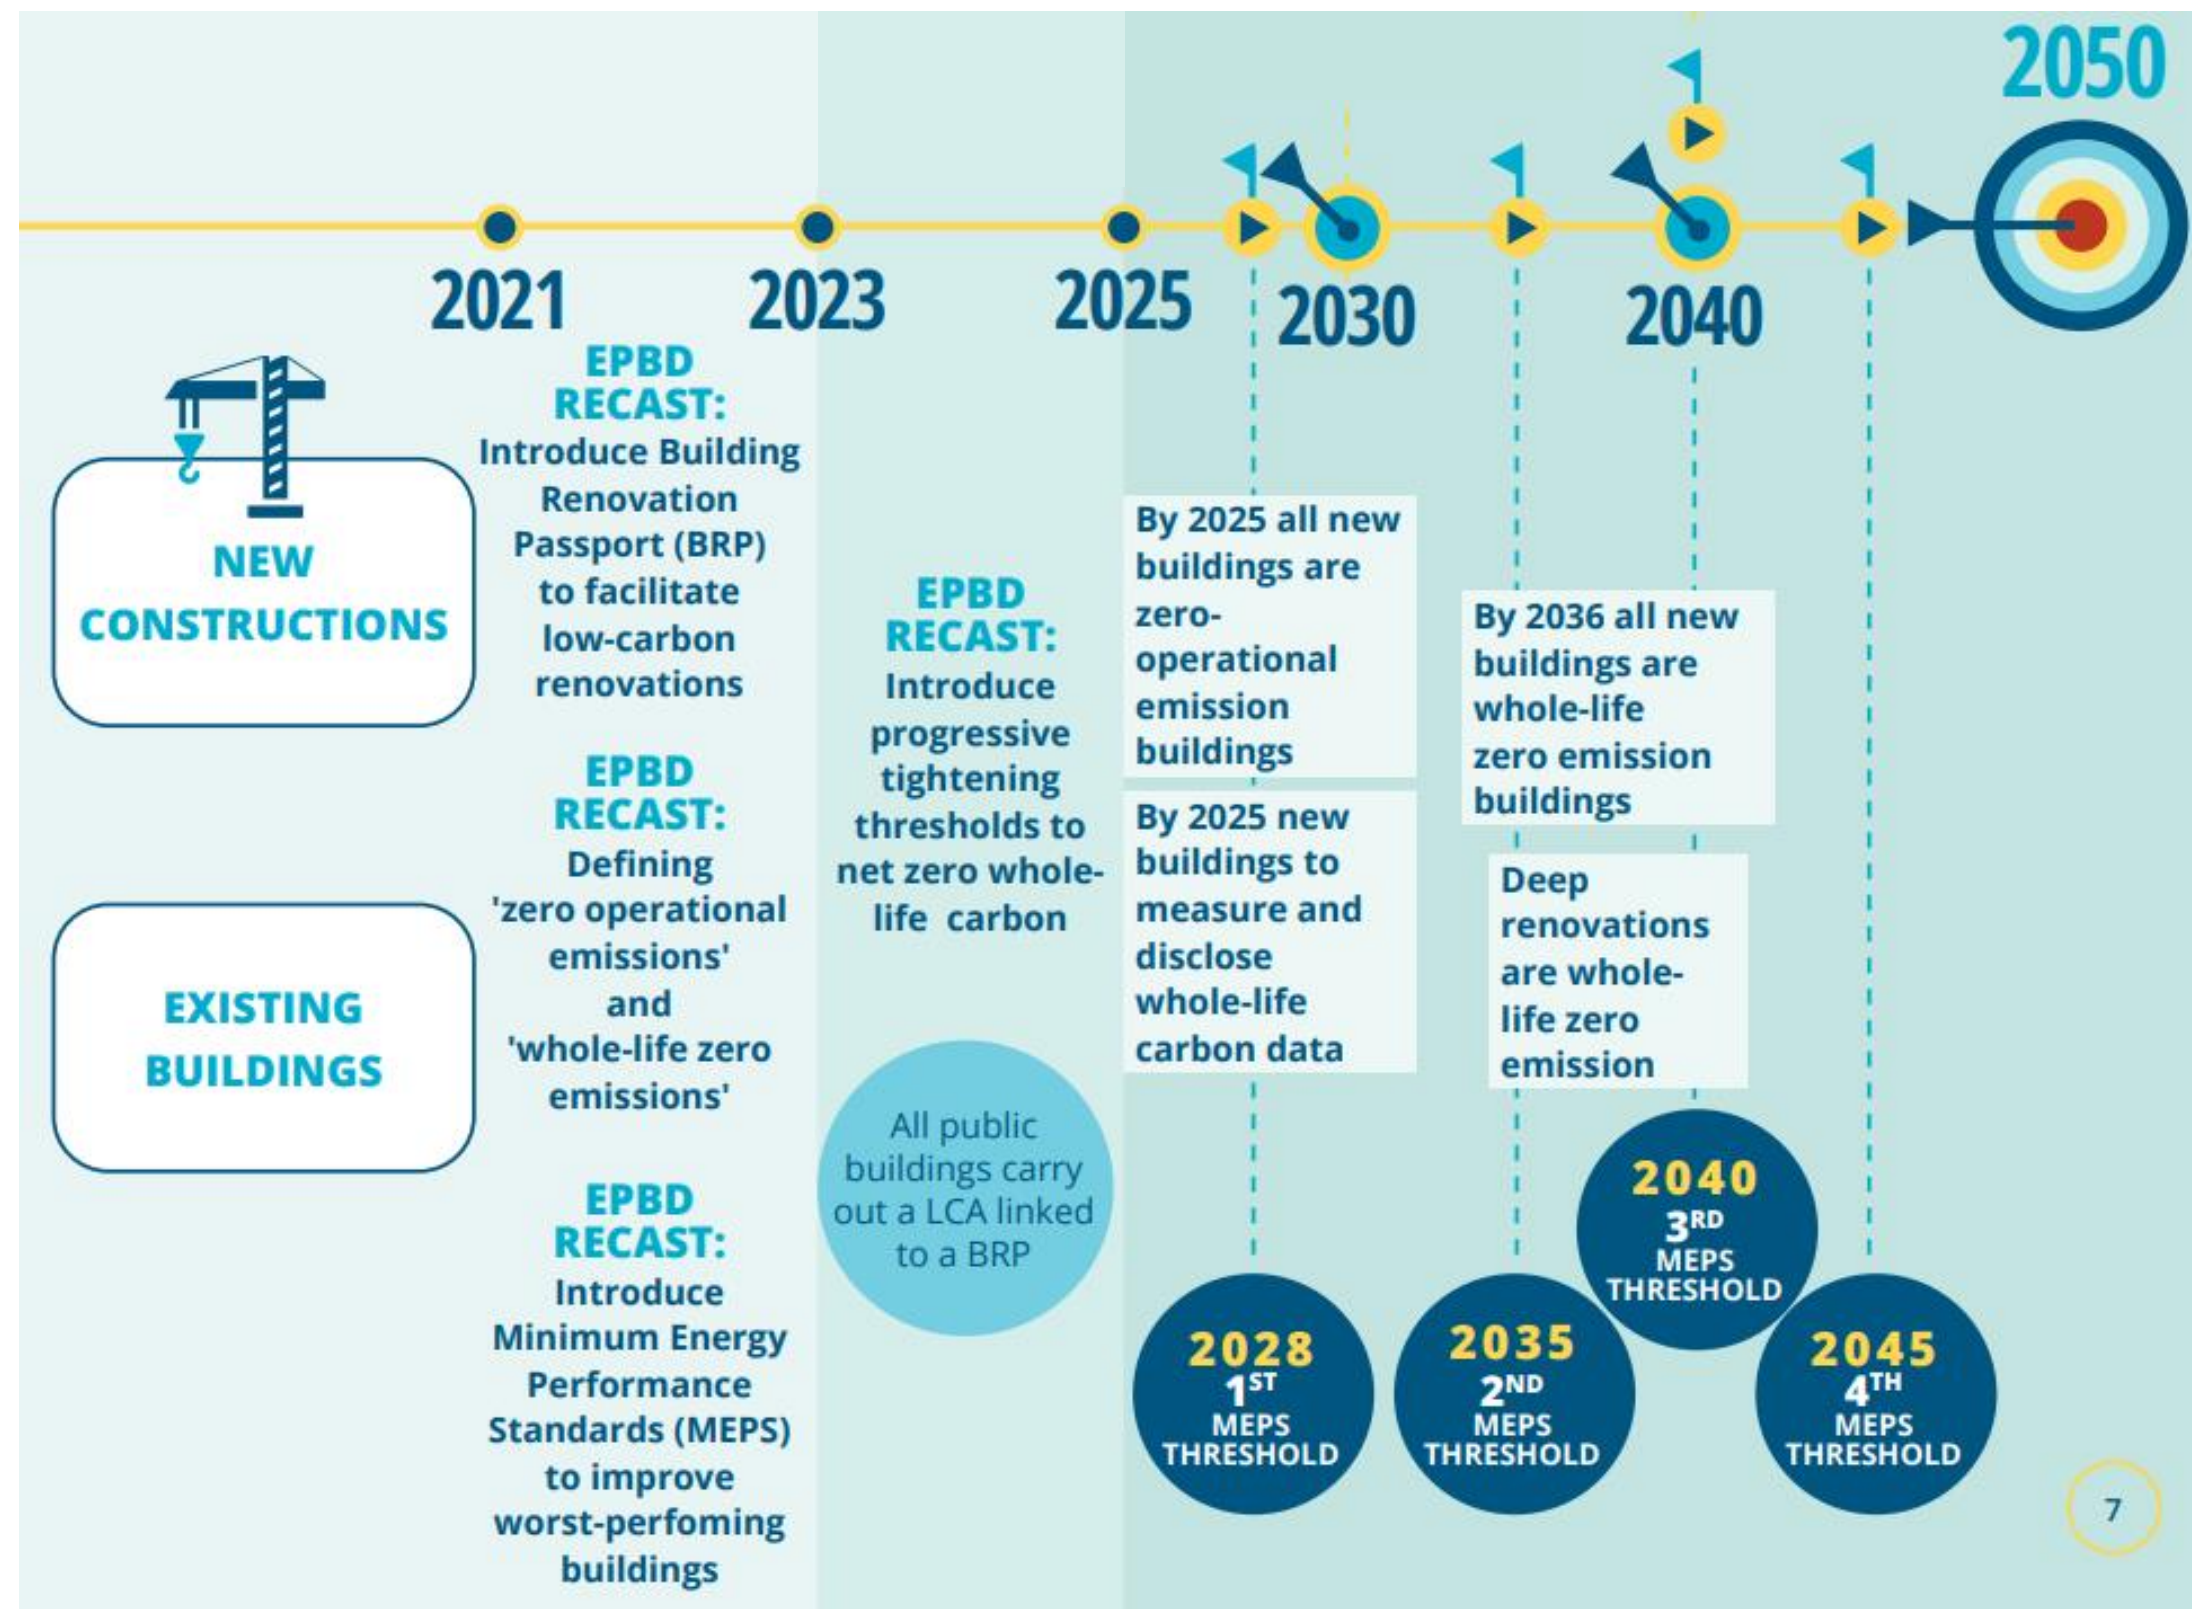 2050
2021
2023
2025
2030
2040
NEW
CONSTRUCTIONS
EXISTING
BUILDINGS
EPBD
RECAST:
Introduce Building
Renovation
Passport (BRP)
to facilitate
low-carbon
renovations
EPBD
RECAST:
Defining
'zero operational
emissions'
and
'whole-life zero
emissions'
EPBD
RECAST:
Introduce
Minimum Energy
Performance
Standards (MEPS)
to improve
worst-perfoming
buildings
EPBD
RECAST:
Introduce
progressive
tightening
thresholds to
net zero whole-
life carbon
All public
buildings carry
out a LCA linked
to a BRP
By 2025 all new
buildings are
zero-
operational
emission
buildings
By 2025 new
buildings to
measure and
disclose
whole-life
carbon data
By 2036 all new
buildings are
whole-life
zero emission
buildings
Deep
renovations
are whole-
life zero
emission
2028
1ST
MEPS
THRESHOLD
2035
2ND
MEPS
THRESHOLD
2040
3RD
MEPS
THRESHOLD
2045
4TH
MEPS
THRESHOLD
7